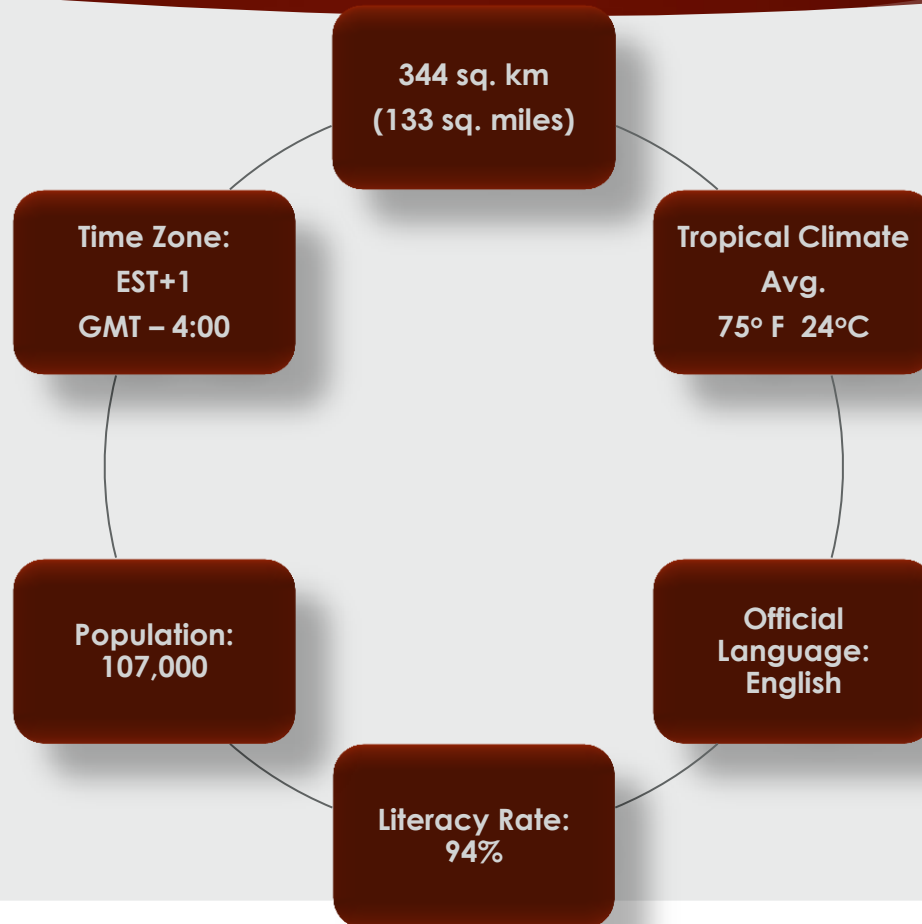 344 sq. km
(133 sq. miles)
Time Zone:
EST+1
GMT – 4:00
Tropical Climate
Avg.
75° F 24°C
Population:
107,000
Official
Language:
English
Literacy Rate:
94%